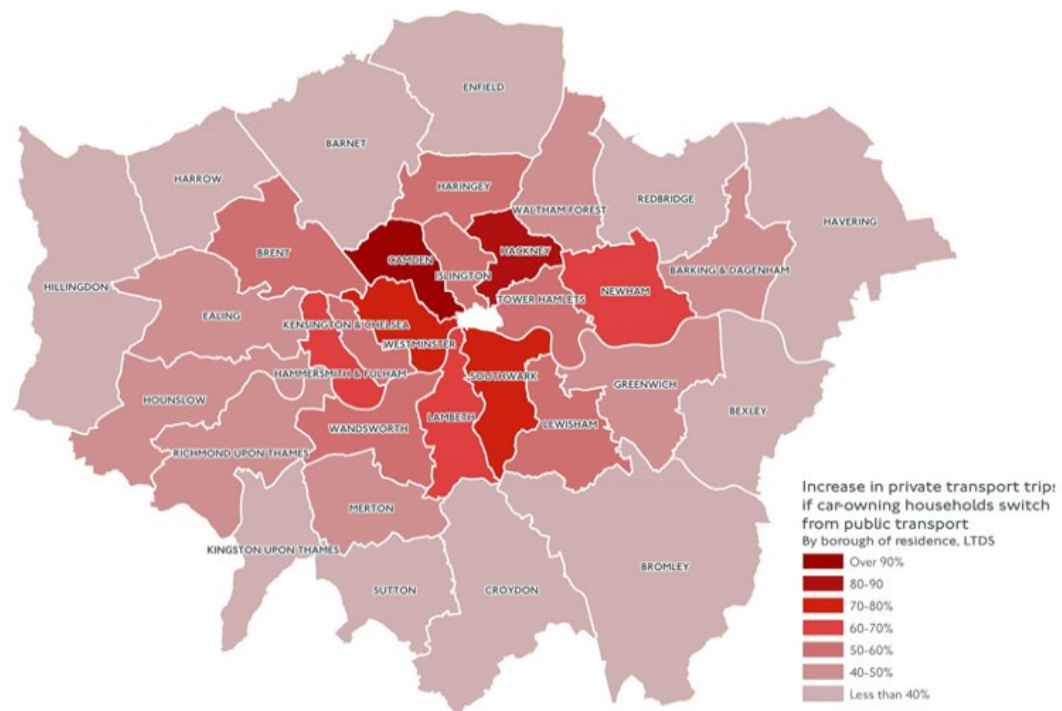 ENFIELD
BARNET
HARROW
HARINGEY
WALTHAM FOREST
REDBRIDGE
HAVERING
BRENT
CAMDEN
HACKNEY
ISLINGTON
BARKING & DAGENHAM
HILLINGDON
NEWHAM
TOWER HAMLETS
EALING
KENSINGTON & CHELSEA
WESTMINSTER
HAMMERSMITH & FULHAM
SOUTHWARK
GREENWICH
HOUNSLOW
BEXLEY
LAMBETH
WANDSWORTH
LEWISHAM
RICHMOND UPON THAMES
MERTON
KINGSTON UPON THAMES
BROMLEY
SUTTON
CROYDON
Increase in private transport trips
if car-owning households switch
from public transport
By borough of residence, LTDS
Over 90%
80-90
70-80%
60-70%
50-60%
40-50%
Less than 40%